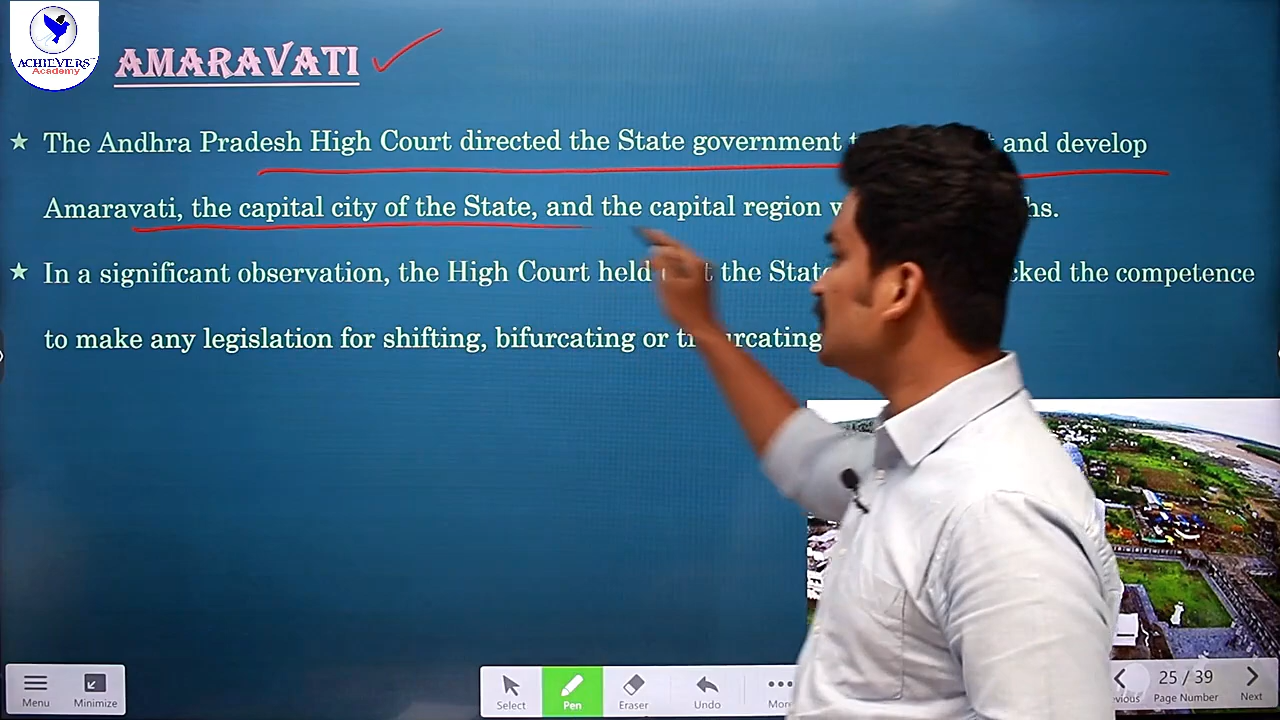 ACHIEVERS
Academy
AMARAVATI
★ The Andhra Pradesh High Court directed the State government and develop
Amaravati, the capital city of the State, and the capital region hs.
★ In a significant observation, the High Court held the State cked the competence
to make any legislation for shifting, bifurcating or
Menu
Minimize
Select
Pen
Eraser
Undo
25 / 39
Page Number
Next